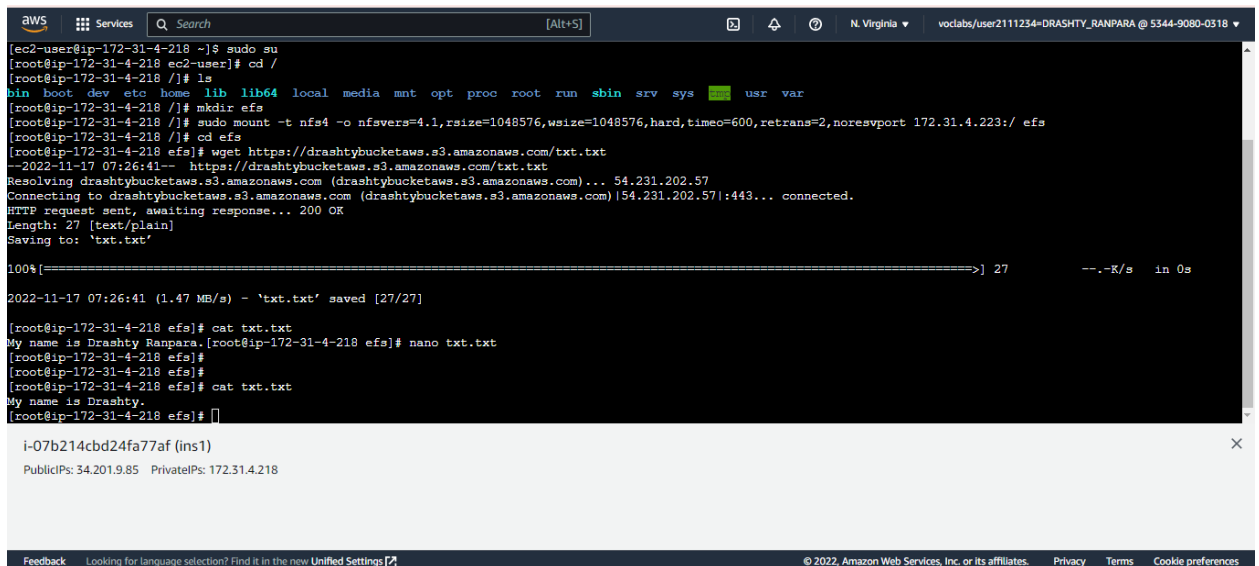 aws Services Search [Alt+S] N. Virginia voclabs/user2111234=DRASHTY_RANPARA @ 5344-9080-0318
[ec2-user@ip-172-31-4-218 ~]$ sudo su
[root@ip-172-31-4-218 ec2-user]# cd /
[root@ip-172-31-4-218 /]# ls
bin boot dev etc home lib lib64 local media mnt opt proc root run sbin srv sys tmp usr var
[root@ip-172-31-4-218 /]# mkdir efs
[root@ip-172-31-4-218 /]# sudo mount -t nfs4 -o nfsvers=4.1,rsize=1048576,wsize=1048576,hard,timeo=600,retrans=2,noresvport 172.31.4.223:/ efs
[root@ip-172-31-4-218 /]# cd efs
[root@ip-172-31-4-218 efs]# wget https://drashtybucketaws.s3.amazonaws.com/txt.txt
--2022-11-17 07:26:41-- https://drashtybucketaws.s3.amazonaws.com/txt.txt
Resolving drashtybucketaws.s3.amazonaws.com (drashtybucketaws.s3.amazonaws.com)... 54.231.202.57
Connecting to drashtybucketaws.s3.amazonaws.com (drashtybucketaws.s3.amazonaws.com)|54.231.202.57|:443... connected.
HTTP request sent, awaiting response... 200 OK
Length: 27 [text/plain]
Saving to: ‘txt.txt’
100%[=====================================================================================================================>] 27 --.-K/s in 0s
2022-11-17 07:26:41 (1.47 MB/s) - ‘txt.txt’ saved [27/27]
[root@ip-172-31-4-218 efs]# cat txt.txt
My name is Drashty Ranpara.[root@ip-172-31-4-218 efs]# nano txt.txt
[root@ip-172-31-4-218 efs]#
[root@ip-172-31-4-218 efs]#
[root@ip-172-31-4-218 efs]# cat txt.txt
My name is Drashty.
[root@ip-172-31-4-218 efs]#
i-07b214cbd24fa77af (ins1)
PublicIPs: 34.201.9.85 PrivateIPs: 172.31.4.218
Feedback Looking for language selection? Find it in the new Unified Settings © 2022, Amazon Web Services, Inc. or its affiliates. Privacy Terms Cookie preferences